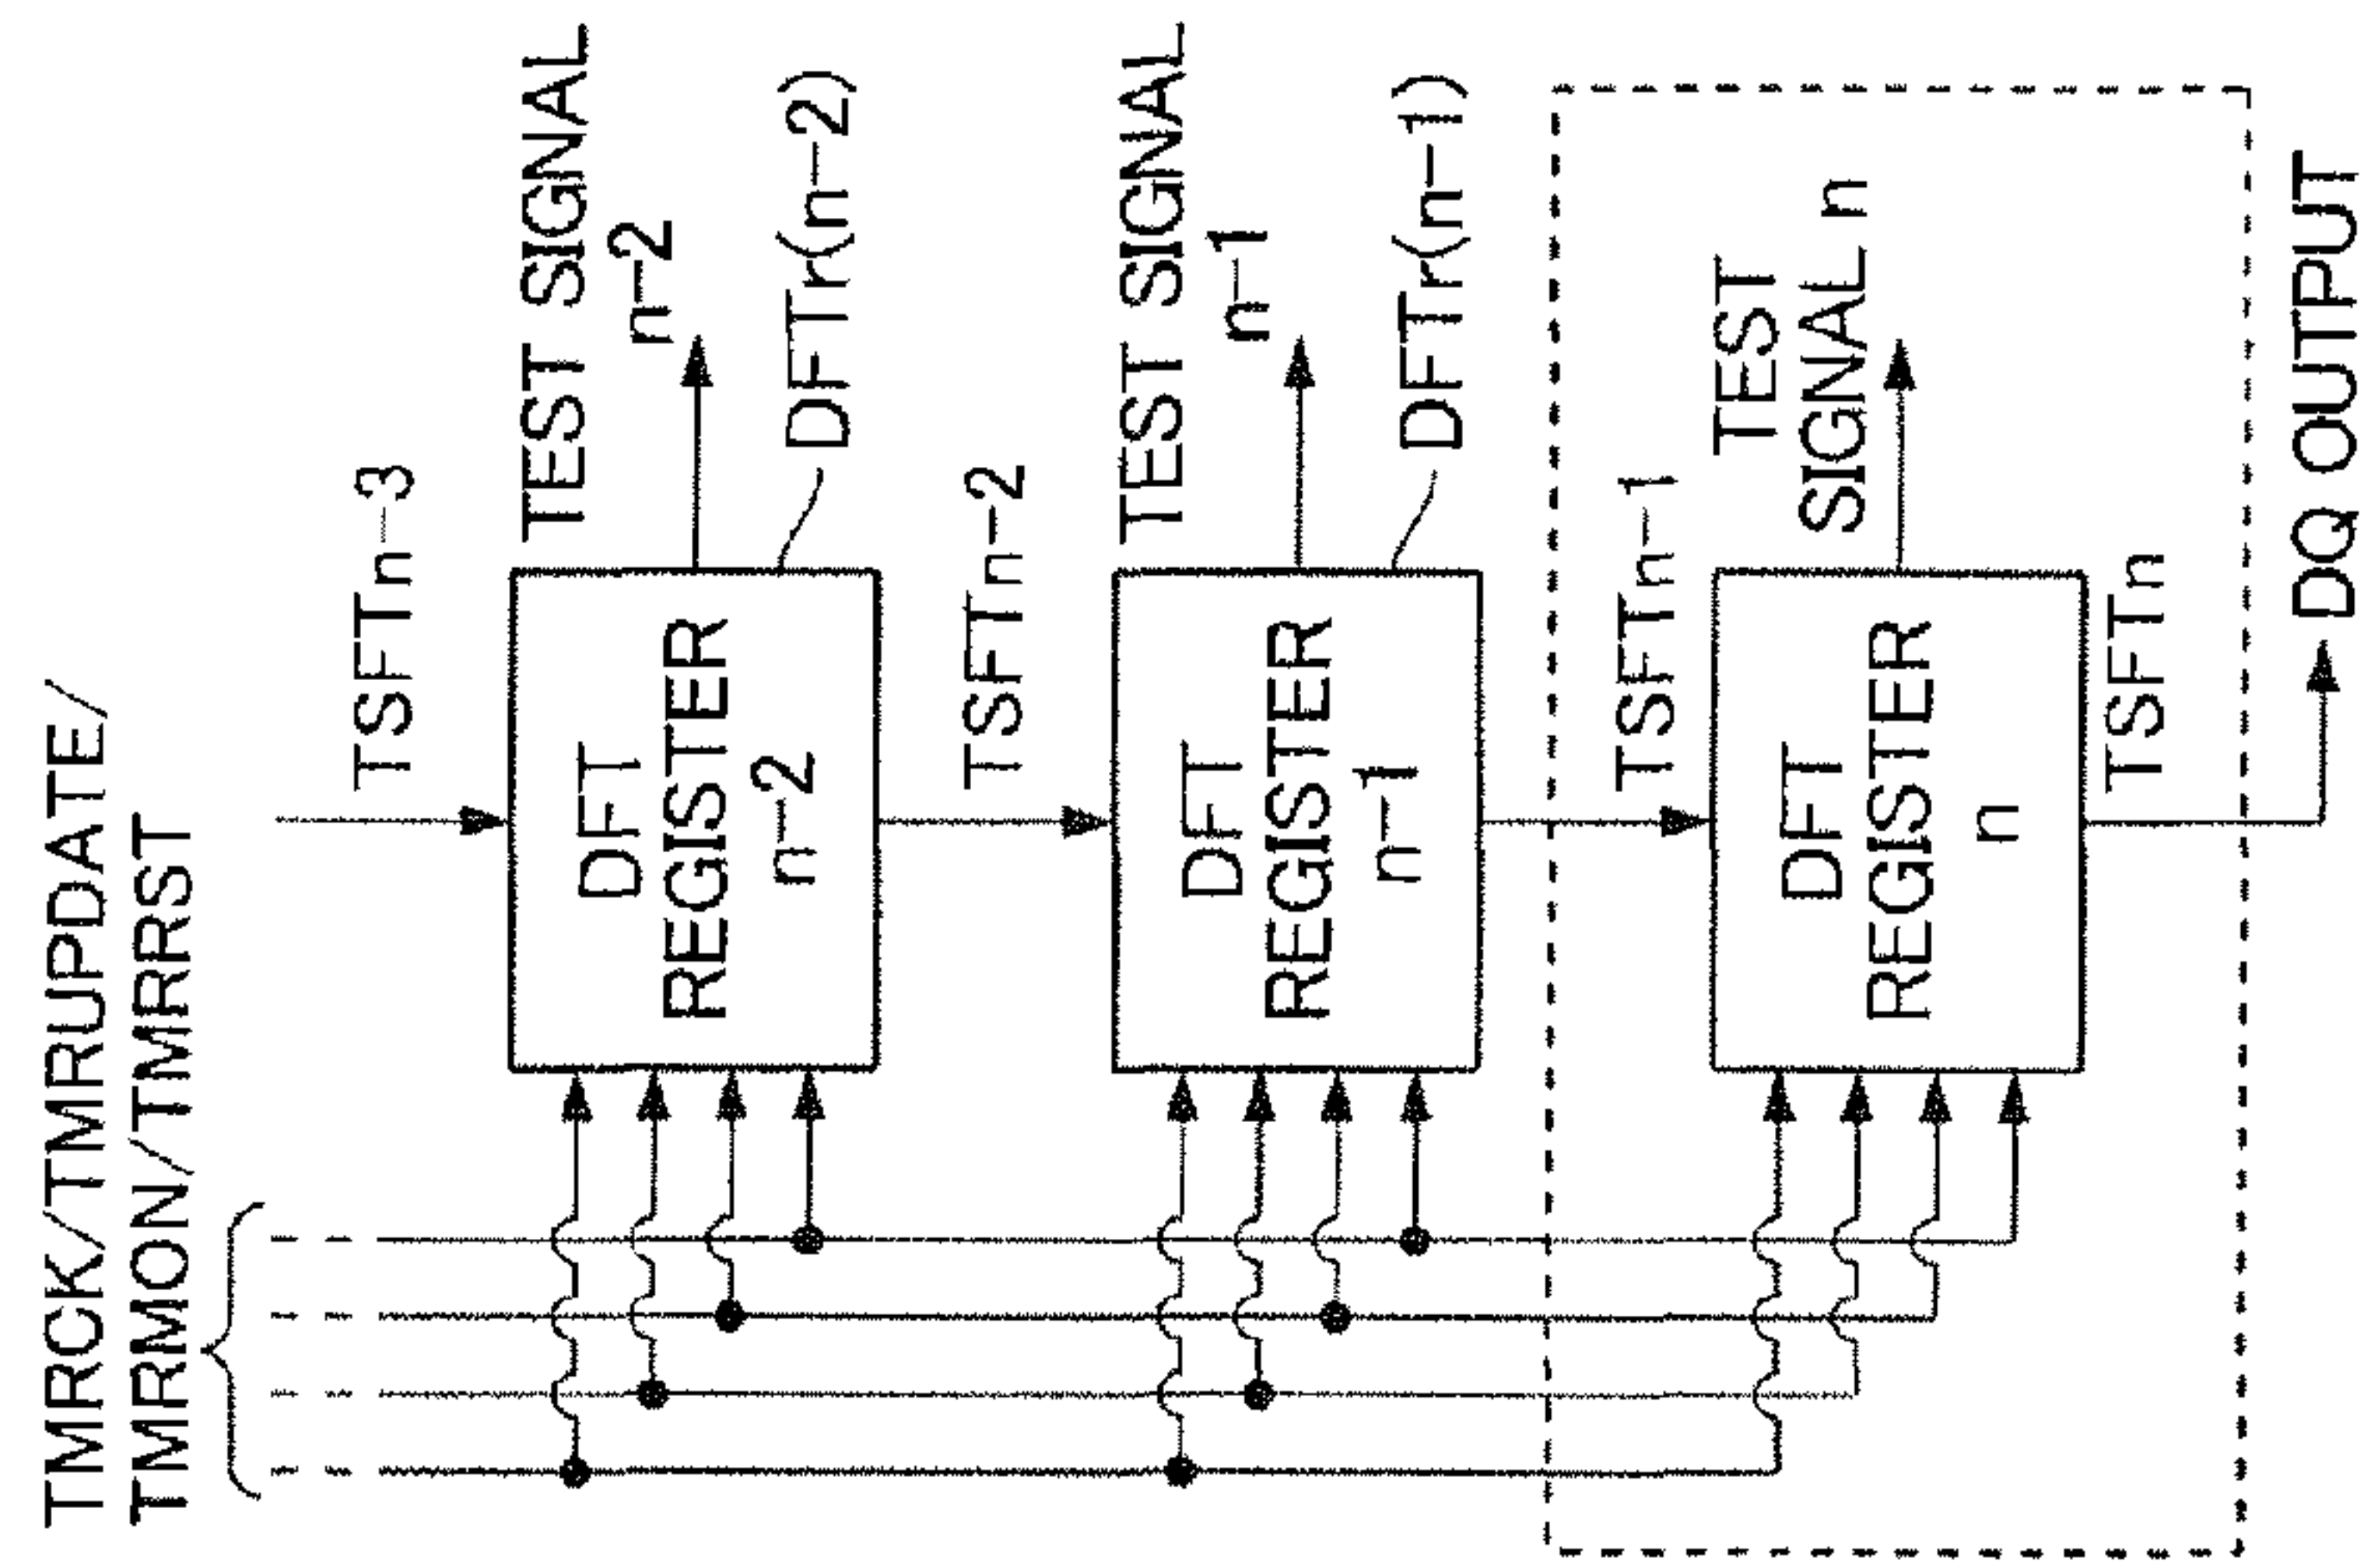 TMRCK/TMRUPDATE/
TMRMON/TMRRST
TSFTn-3
DFT
REGISTER
n-2
TEST SIGNAL
n-2
DFTr(n-2)
TSFTn-2
DFT
REGISTER
n-1
TEST SIGNAL
n-1
DFTr(n-1)
TSFTn-1
DFT
REGISTER
n
TEST
SIGNAL n
TSFTn
DQ OUTPUT